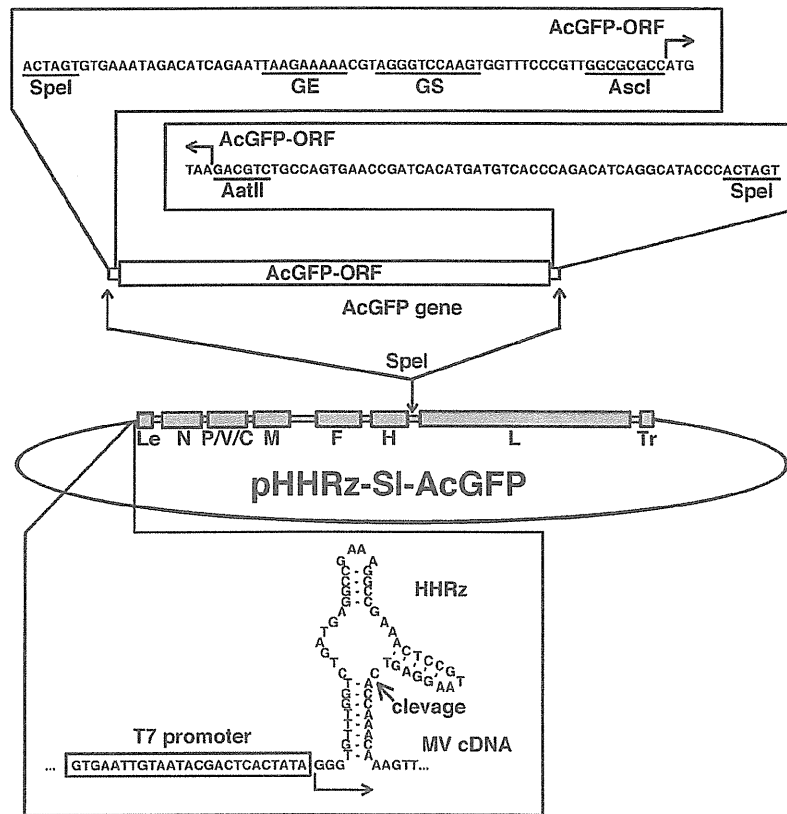 AcGFP-ORF
ACTAGTGTGAAATAGACATCAGAATTAAGAAAAACGTAGGGTCCAAGTGGTTTCCCGTTGGCGCGCCATG
SpeI GE GS AscI
AcGFP-ORF
TAAGACGTCTGCCAGTGAACCGATCACATGATGTCACCCAGACATCAGGCATACCCACTAGT
AatII SpeI
AcGFP-ORF
AcGFP gene
SpeI
Le N P/V/C M F H L Tr
pHHRz-SI-AcGFP
HHRz
TGTTTGGTCTGATGAGGCCGAAAGGCCGAAACTCCGTAAGGAGTCACCAAACA
clevage
T7 promoter
MV cDNA
... GTGAATTGTAATACGACTCACTATA GGG AAGTT...